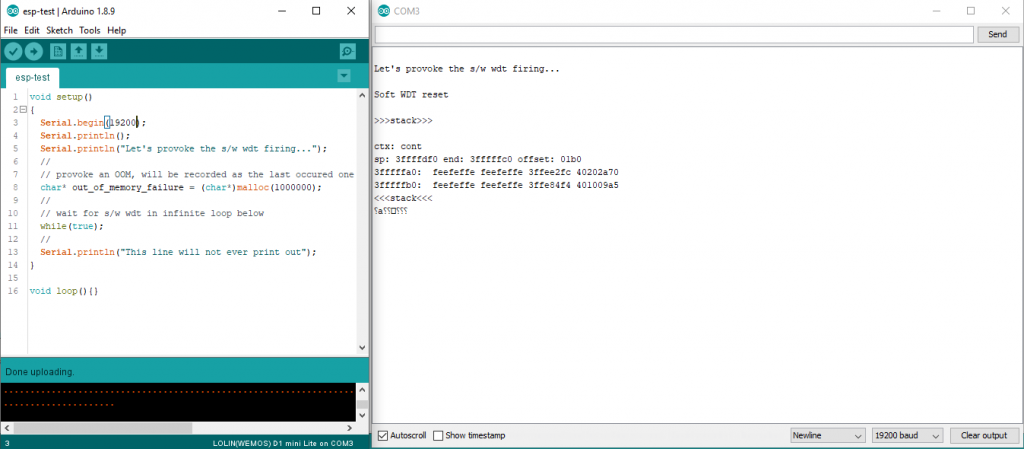 esp-test | Arduino 1.8.9
File Edit Sketch Tools Help
esp-test
1 void setup()
2 {
3 Serial.begin(19200);
4 Serial.println();
5 Serial.println("Let's provoke the s/w wdt firing...");
6 //
7 // provoke an OOM, will be recorded as the last occured one
8 char* out_of_memory_failure = (char*)malloc(1000000);
9 //
10 // wait for s/w wdt in infinite loop below
11 while(true);
12 //
13 Serial.println("This line will not ever print out");
14 }
15
16 void loop(){}
Done uploading.
3 LOLIN(WEMOS) D1 mini Lite on COM3
COM3
Send
Let's provoke the s/w wdt firing...
Soft WDT reset
>>>stack>>>
ctx: cont
sp: 3ffffdf0 end: 3fffffc0 offset: 01b0
3fffffa0: feefeffe feefeffe 3ffee2fc 40202a70
3fffffb0: feefeffe feefeffe 3ffe84f4 401009a5
<<<stack<<<
Autoscroll Show timestamp Newline 19200 baud Clear output